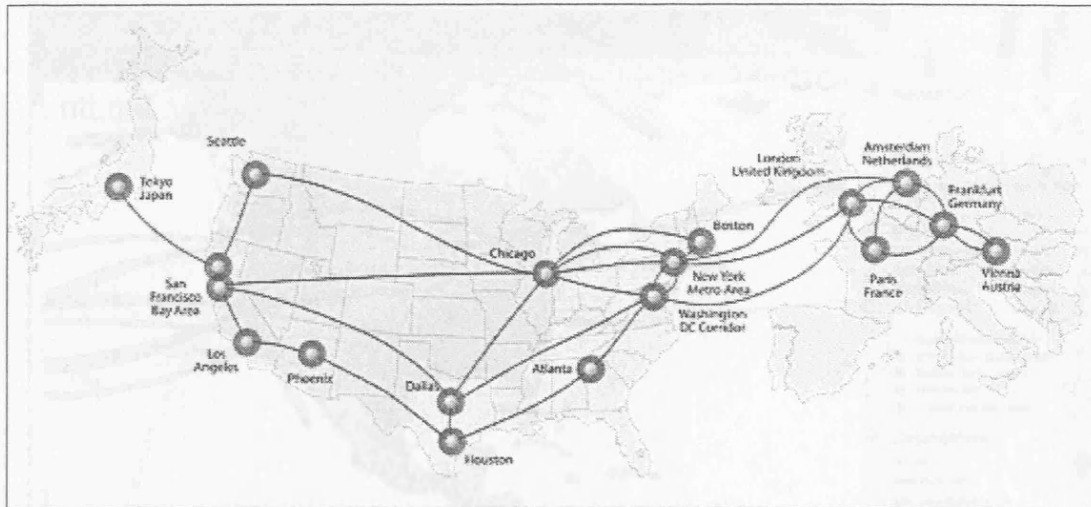 Seattle
Tokyo
Japan
San
Francisco
Bay Area
Los
Angeles
Phoenix
Dallas
Houston
Atlanta
Chicago
Boston
New York
Metro Area
Washington
DC Corridor
London
United Kingdom
Amsterdam
Netherlands
Frankfurt
Germany
Paris
France
Vienna
Austria